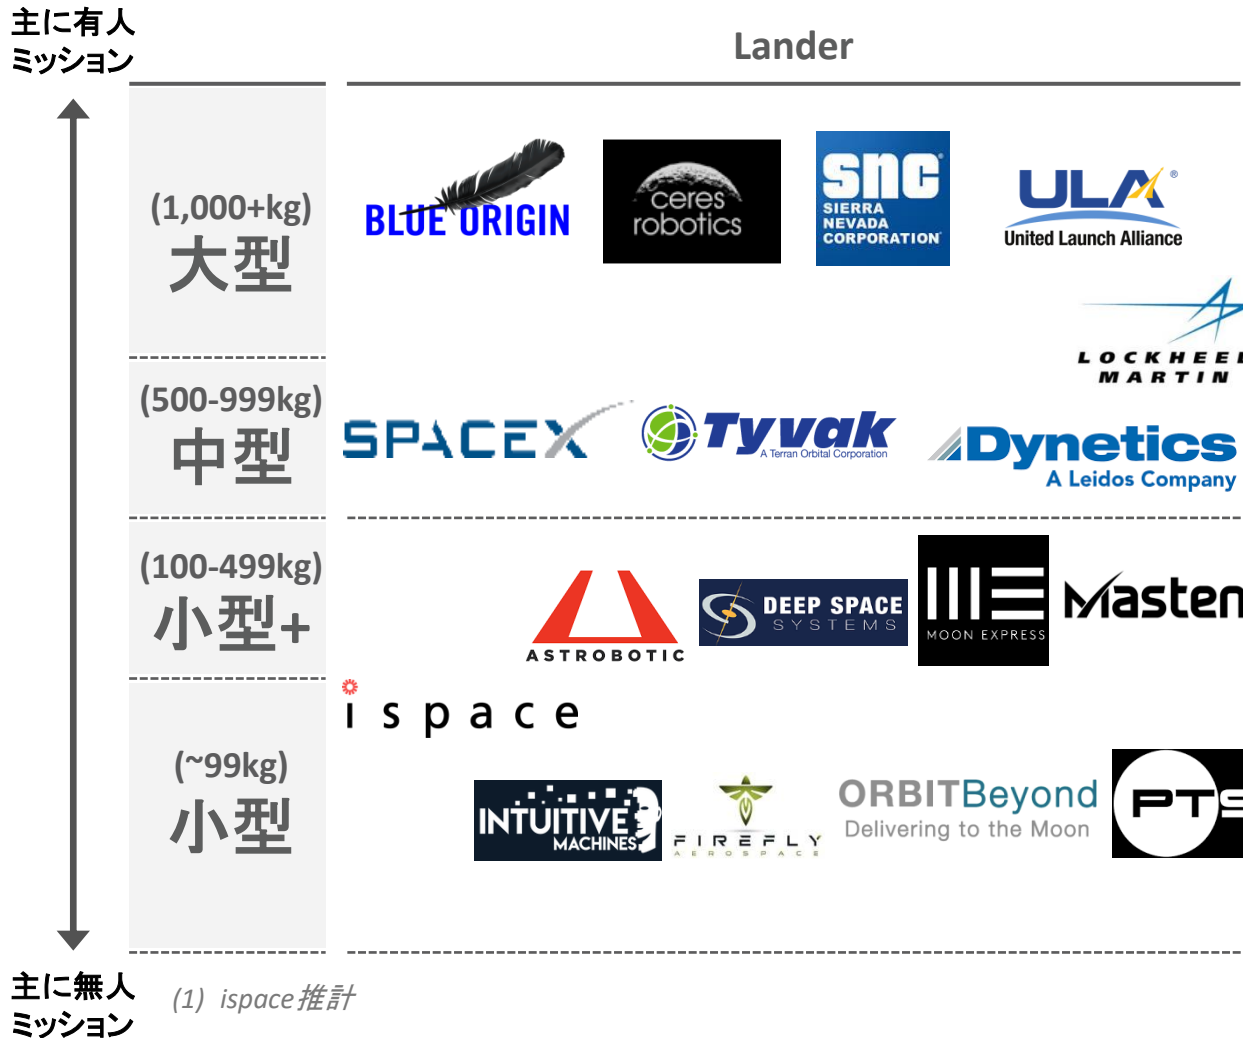 主に有人
ミッション
Lander
(1,000+kg)
大型
BLUE ORIGIN
ceres
robotics
snc®
SIERRA
NEVADA
CORPORATION
ULA®
United Launch Alliance
LOCKHEED
MARTIN
(500-999kg)
中型
SPACEX
Tyvak
A Terran Orbital Corporation
Dynetics
A Leidos Company
(100-499kg)
小型+
ASTROBOTIC
DEEP SPACE
SYSTEMS
ME
MOON EXPRESS
Masten
ispace
(~99kg)
小型
INTUITIVE
MACHINES
FIREFLY
AEROSPACE
ORBITBeyond
Delivering to the Moon
PTS
主に無人
ミッション
(1) ispace推計